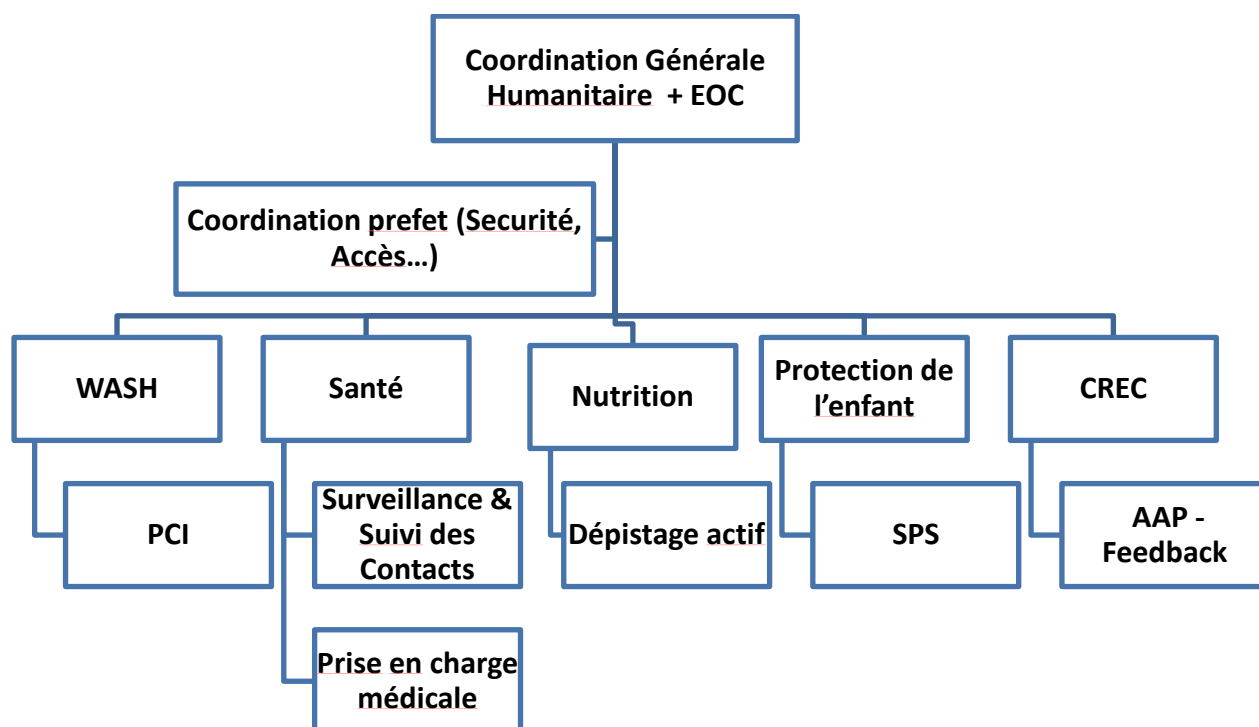 Coordination Générale
Humanitaire + EOC
Coordination prefet (Securité,
Accès...)
WASH
Santé
Nutrition
Protection de
l'enfant
CREC
PCI
Surveillance &
Suivi des
Contacts
Dépistage actif
SPS
AAP -
Feedback
Prise en charge
médicale